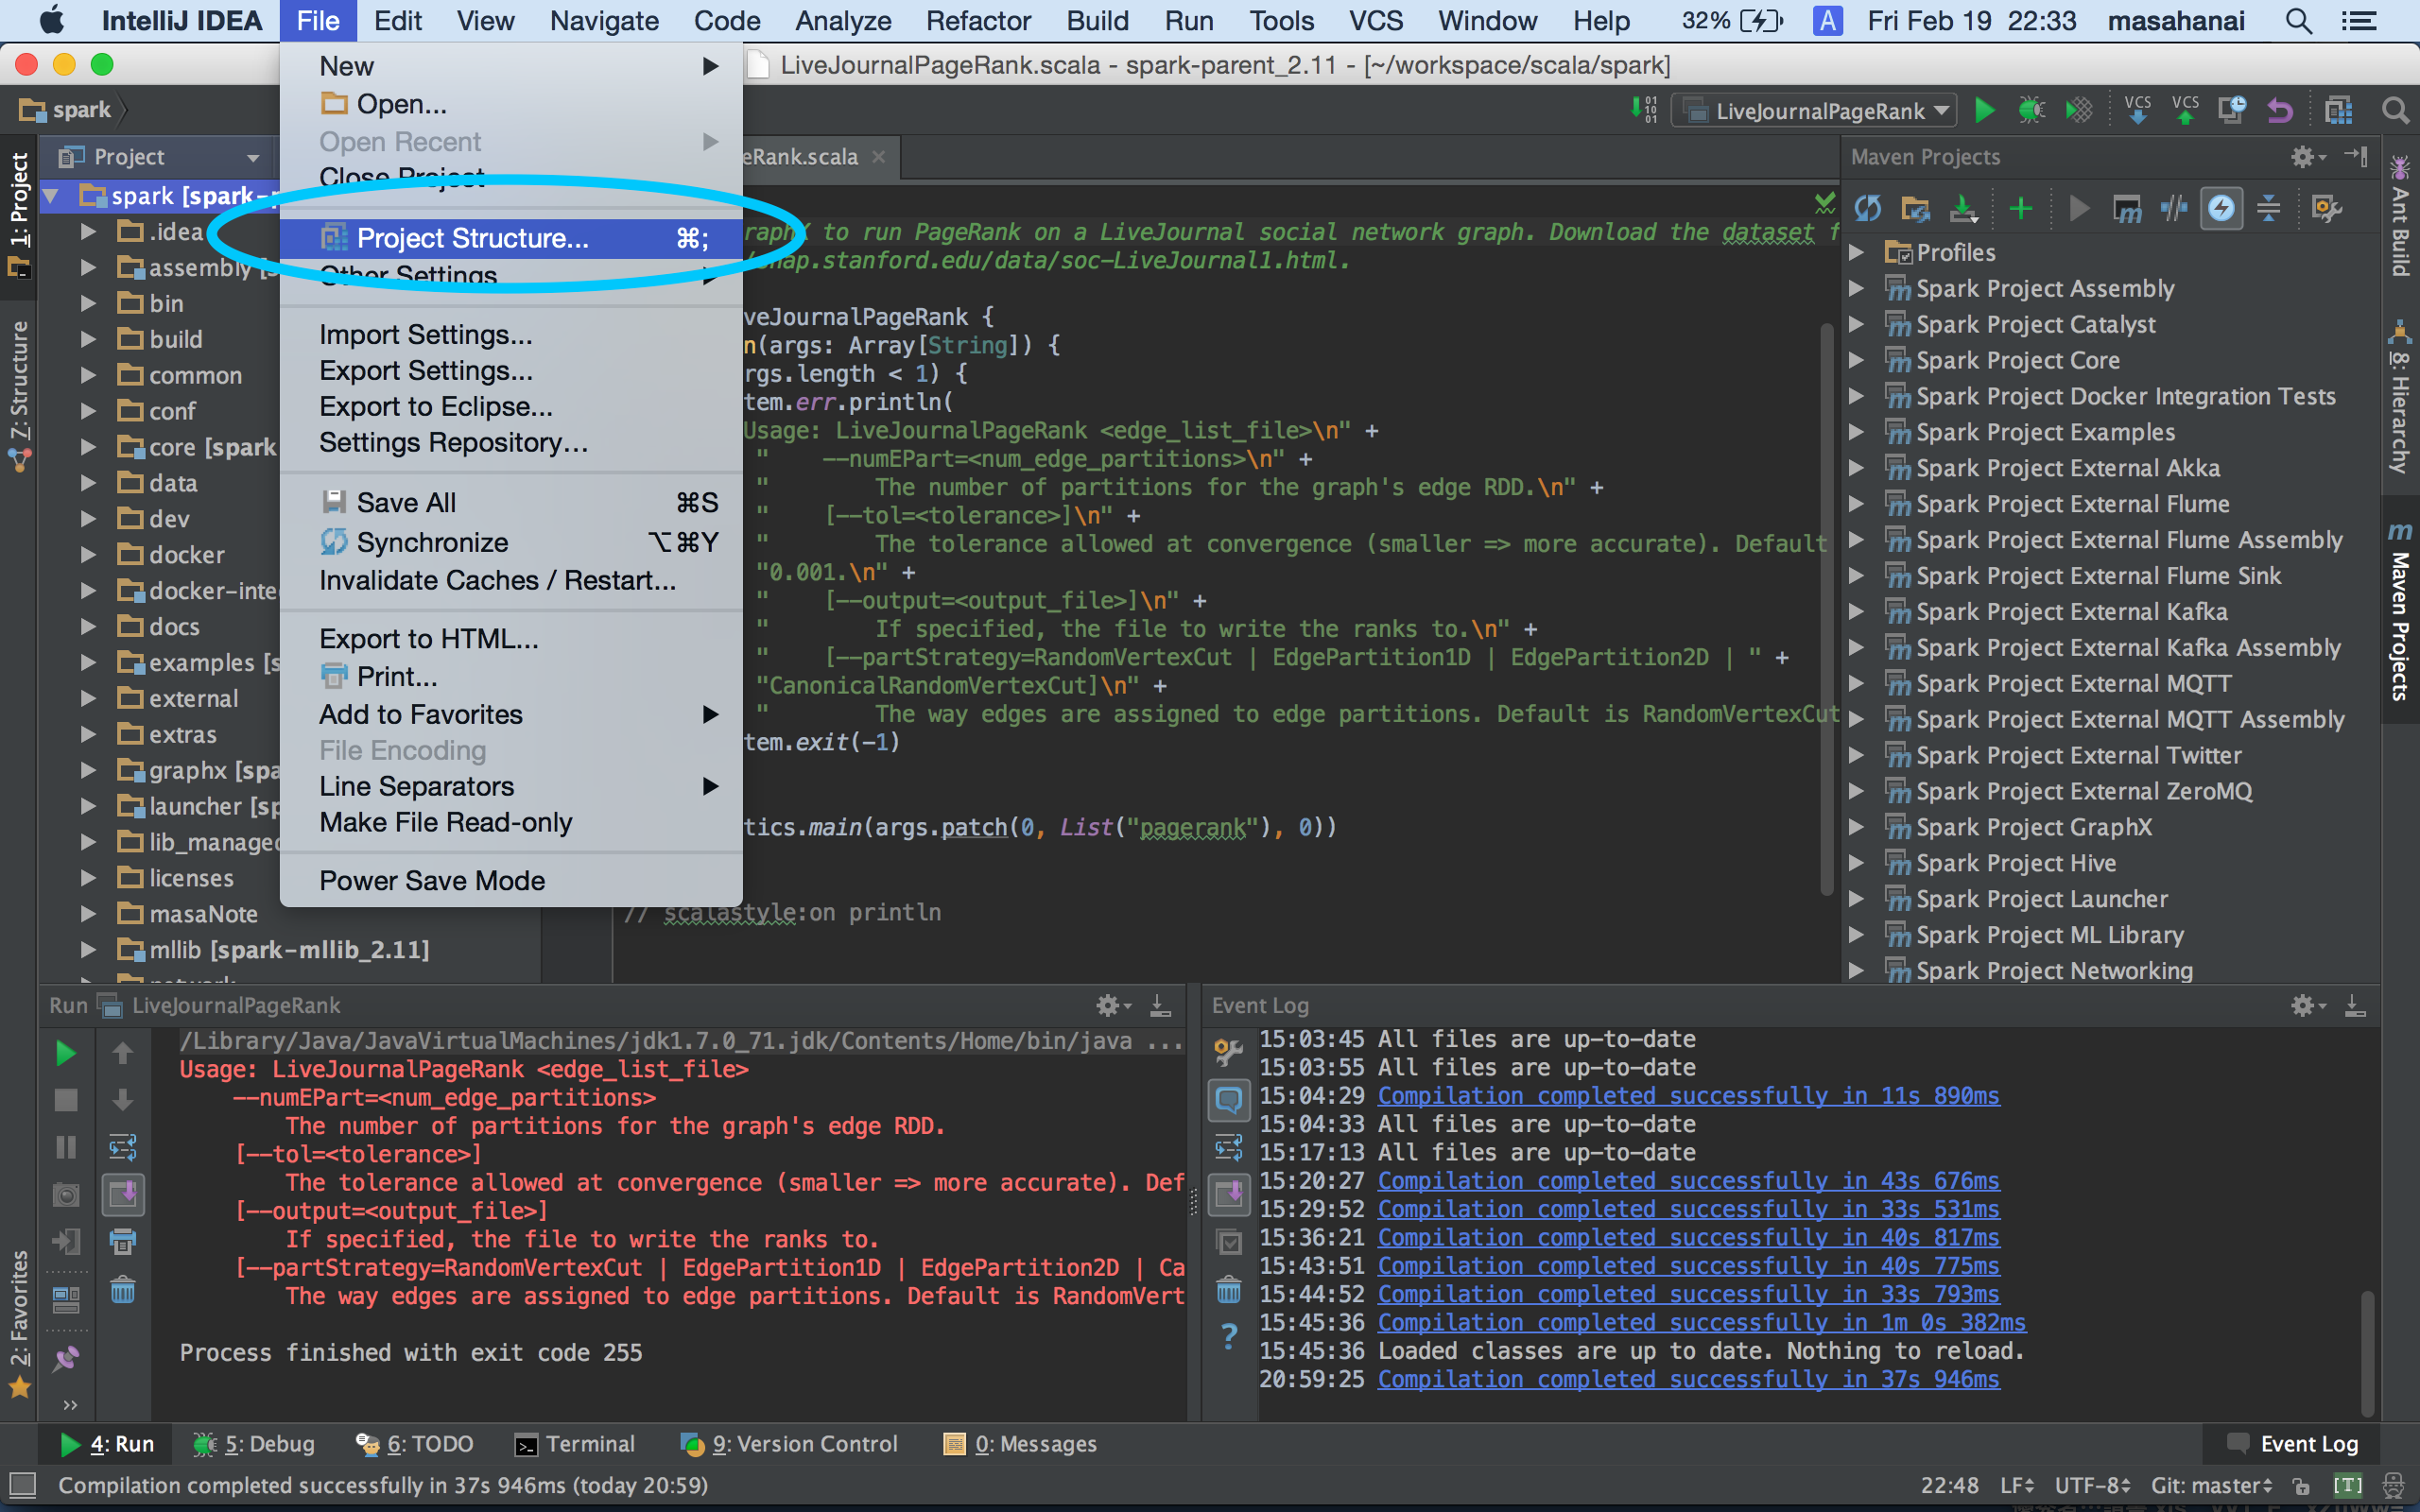 IntelliJ IDEA File Edit View Navigate Code Analyze Refactor Build Run Tools VCS Window Help 32% A Fri Feb 19 22:33 masahanai
LiveJournalPageRank.scala - spark-parent_2.11 - [~/workspace/scala/spark]
spark
LiveJournalPageRank
VCS VCS
1: Project
7: Structure
2: Favorites
Project
spark [spark-
.idea
assembly [s
bin
build
common
conf
core [spark
data
dev
docker
docker-inte
docs
examples [s
external
extras
graphx [spa
launcher [sp
lib_managed
licenses
masaNote
mllib [spark-mllib_2.11]
New
Open...
Open Recent
Close Project
Project Structure... ⌘;
Other Settings
Import Settings...
Export Settings...
Export to Eclipse...
Settings Repository...
Save All ⌘S
Synchronize ⌥⌘Y
Invalidate Caches / Restart...
Export to HTML...
Print...
Add to Favorites
File Encoding
Line Separators
Make File Read-only
Power Save Mode
eRank.scala
raphX to run PageRank on a LiveJournal social network graph. Download the dataset f
/snap.stanford.edu/data/soc-LiveJournal1.html.
veJournalPageRank {
n(args: Array[String]) {
rgs.length < 1) {
tem.err.println(
Usage: LiveJournalPageRank <edge_list_file>\n" +
"    --numEPart=<num_edge_partitions>\n" +
"        The number of partitions for the graph's edge RDD.\n" +
"    [--tol=<tolerance>]\n" +
"        The tolerance allowed at convergence (smaller => more accurate). Default
"0.001.\n" +
"    [--output=<output_file>]\n" +
"        If specified, the file to write the ranks to.\n" +
"    [--partStrategy=RandomVertexCut | EdgePartition1D | EdgePartition2D | " +
"CanonicalRandomVertexCut]\n" +
"        The way edges are assigned to edge partitions. Default is RandomVertexCut
tem.exit(-1)
tics.main(args.patch(0, List("pagerank"), 0))
// scalastyle:on println
Maven Projects
Profiles
Spark Project Assembly
Spark Project Catalyst
Spark Project Core
Spark Project Docker Integration Tests
Spark Project Examples
Spark Project External Akka
Spark Project External Flume
Spark Project External Flume Assembly
Spark Project External Flume Sink
Spark Project External Kafka
Spark Project External Kafka Assembly
Spark Project External MQTT
Spark Project External MQTT Assembly
Spark Project External Twitter
Spark Project External ZeroMQ
Spark Project GraphX
Spark Project Hive
Spark Project Launcher
Spark Project ML Library
Spark Project Networking
Ant Build
8: Hierarchy
Maven Projects
Run LiveJournalPageRank
/Library/Java/JavaVirtualMachines/jdk1.7.0_71.jdk/Contents/Home/bin/java ...
Usage: LiveJournalPageRank <edge_list_file>
    --numEPart=<num_edge_partitions>
        The number of partitions for the graph's edge RDD.
    [--tol=<tolerance>]
        The tolerance allowed at convergence (smaller => more accurate). Def
    [--output=<output_file>]
        If specified, the file to write the ranks to.
    [--partStrategy=RandomVertexCut | EdgePartition1D | EdgePartition2D | Ca
        The way edges are assigned to edge partitions. Default is RandomVert
Process finished with exit code 255
Event Log
15:03:45 All files are up-to-date
15:03:55 All files are up-to-date
15:04:29 Compilation completed successfully in 11s 890ms
15:04:33 All files are up-to-date
15:17:13 All files are up-to-date
15:20:27 Compilation completed successfully in 43s 676ms
15:29:52 Compilation completed successfully in 33s 531ms
15:36:21 Compilation completed successfully in 40s 817ms
15:43:51 Compilation completed successfully in 40s 775ms
15:44:52 Compilation completed successfully in 33s 793ms
15:45:36 Compilation completed successfully in 1m 0s 382ms
15:45:36 Loaded classes are up to date. Nothing to reload.
20:59:25 Compilation completed successfully in 37s 946ms
4: Run 5: Debug 6: TODO Terminal 9: Version Control 0: Messages Event Log
Compilation completed successfully in 37s 946ms (today 20:59) 22:48 LF UTF-8 Git: master [T]